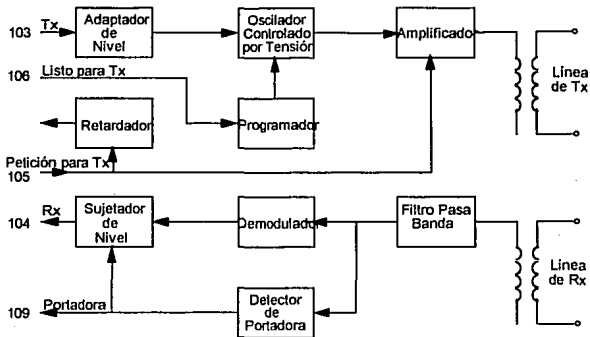 103
Tx
Adaptador
de
Nivel
Oscilador
Controlado
por Tensión
Amplificado
Línea
de Tx
106
Listo para Tx
Retardador
Programador
Petición para Tx
105
104
Rx
Sujetador
de
Nivel
Demodulador
Filtro Pasa
Banda
Línea
de Rx
109
Portadora
Detector
de
Portadora